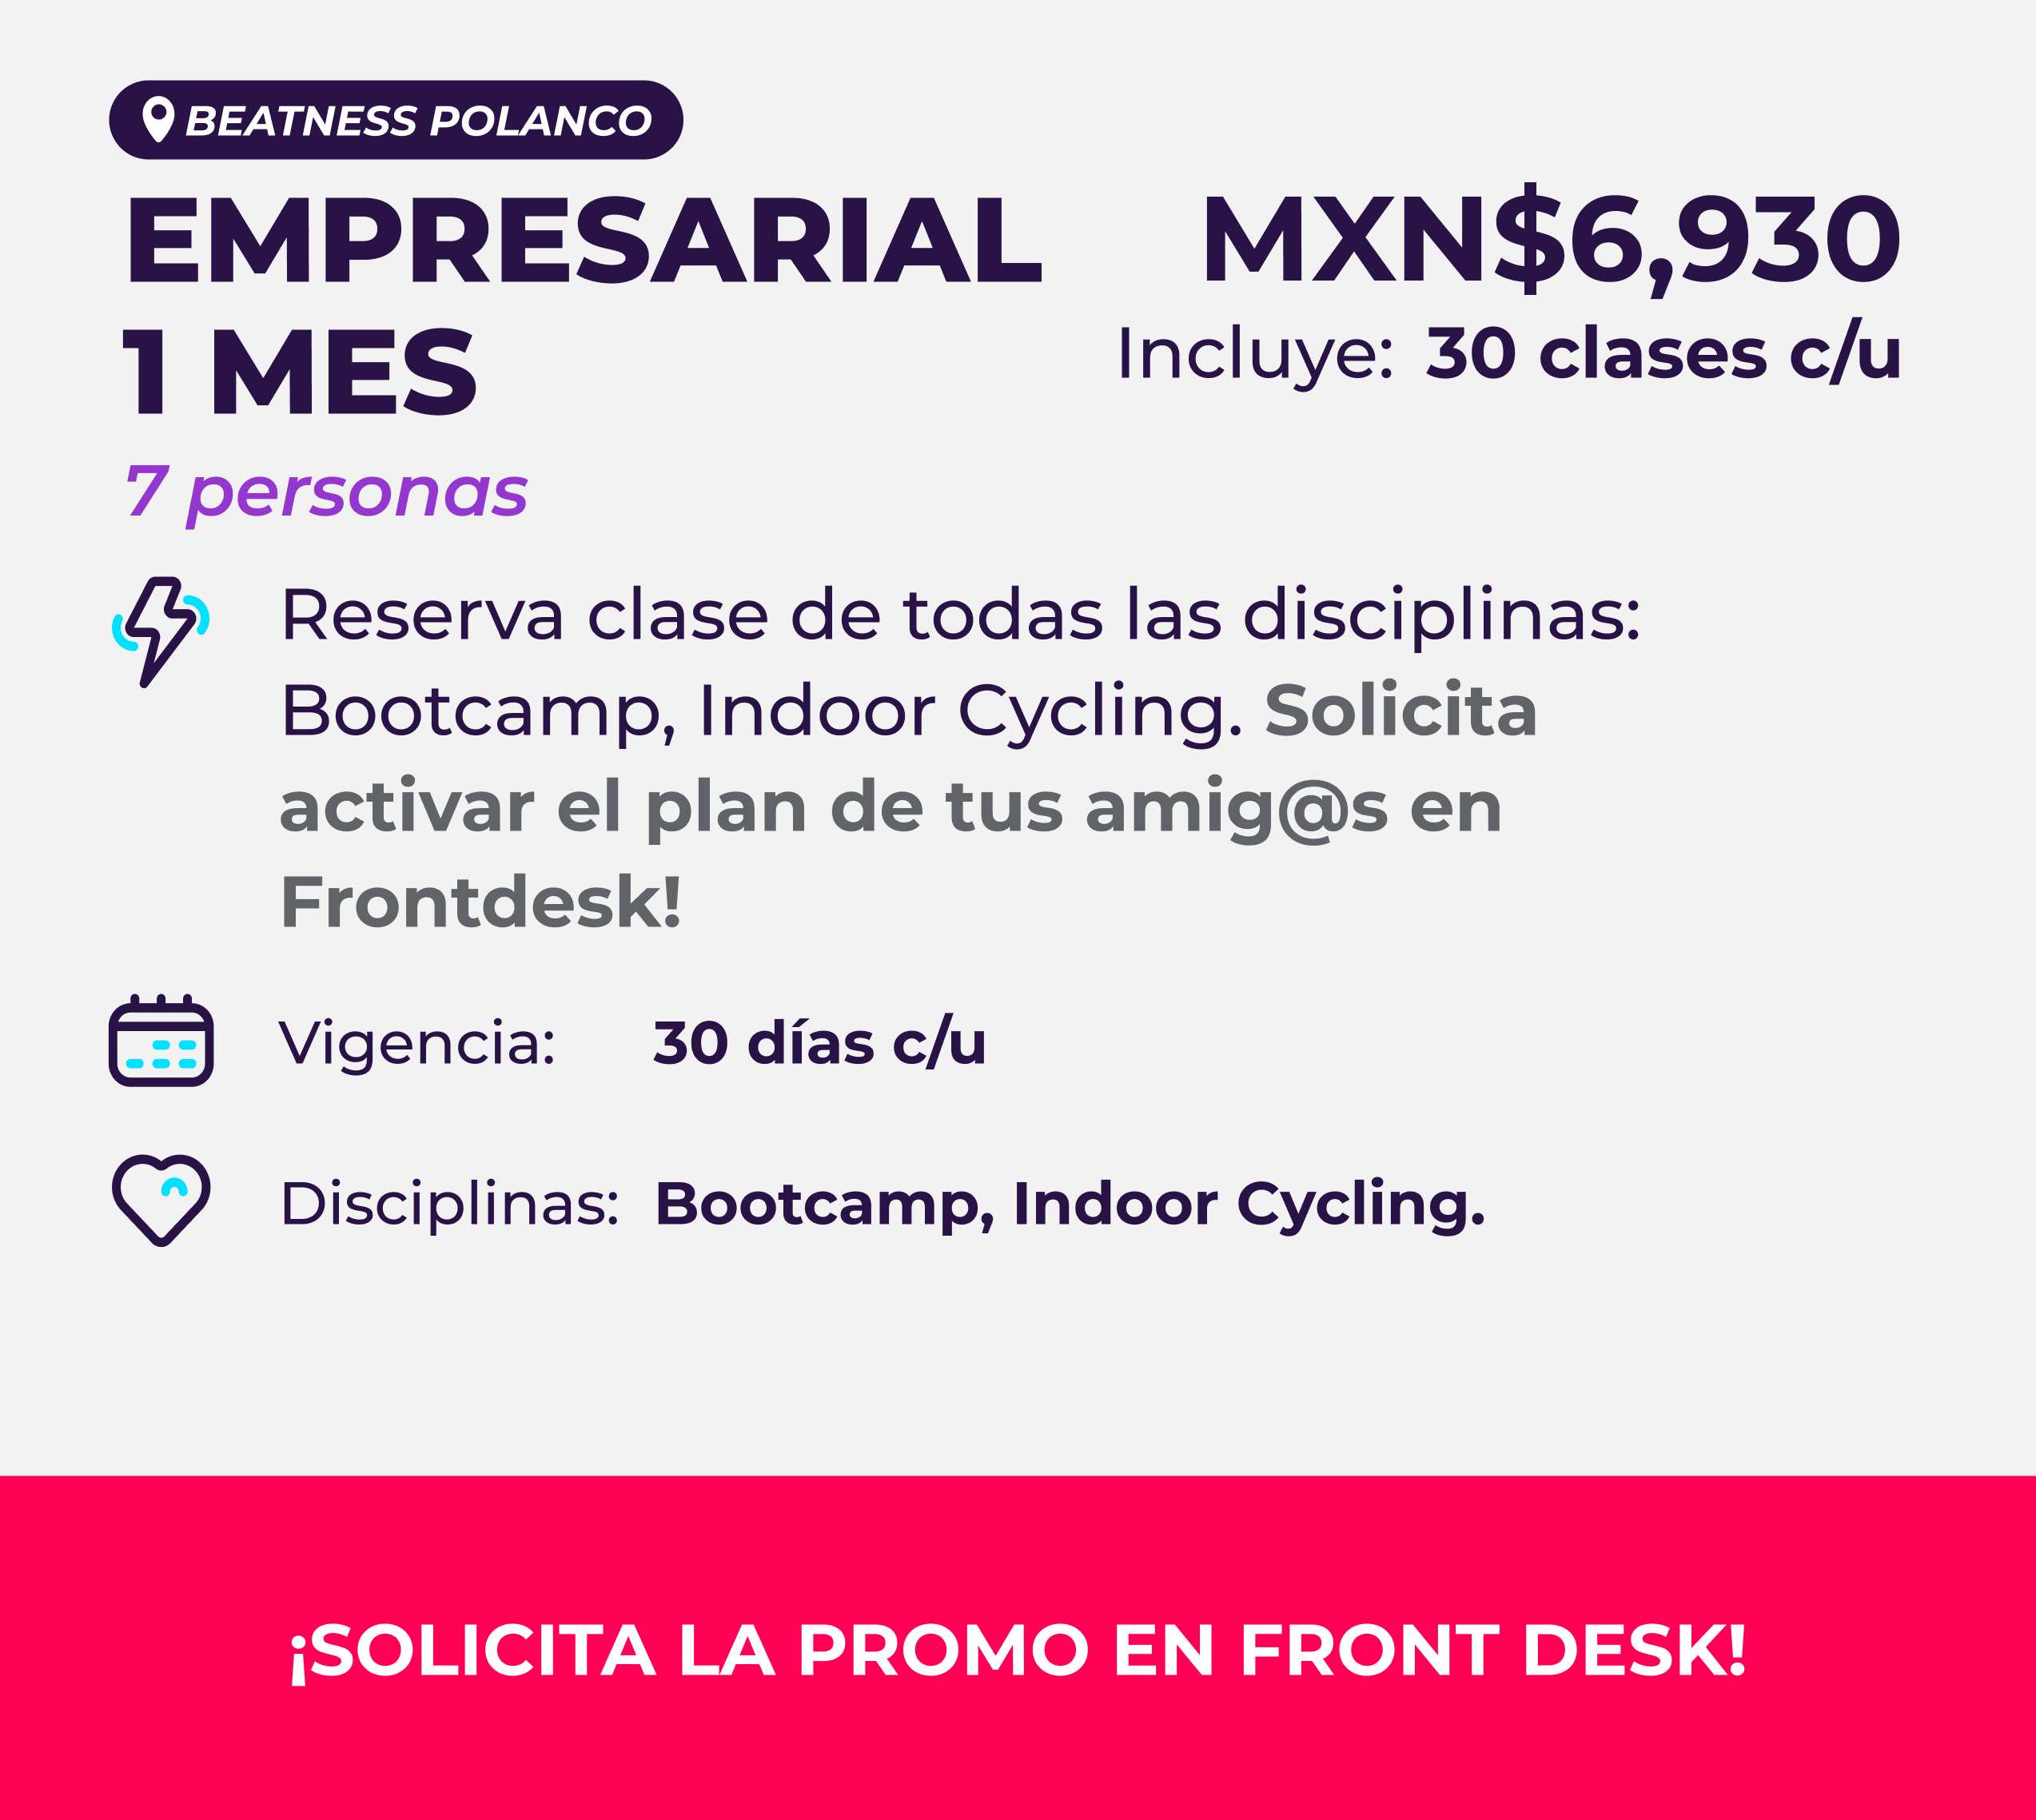 BEATNESS POLANCO
EMPRESARIAL
1 MES
MXN$6,930
Incluye: 30 clases c/u
7 personas
Reserva clase de todas las disciplinas:
Bootcamp, Indoor Cycling. Solicita
activar el plan de tus amig@s en
Frontdesk!
Vigencia: 30 días c/u
Disciplinas: Bootcamp, Indoor Cycling.
¡SOLICITA LA PROMO EN FRONT DESK!